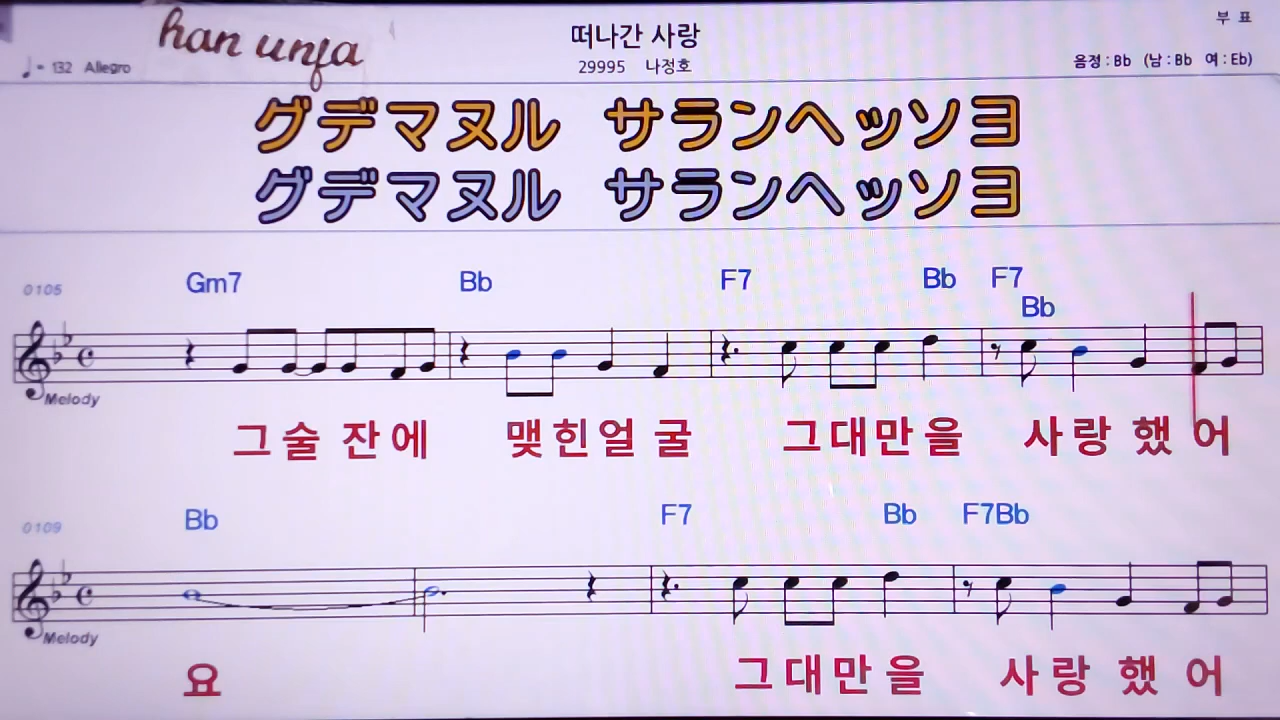 han unfa
떠나간 사랑
부 표
♩= 132 Allegro
29995 나정호
음정 : Bb (남 : Bb 여 : Eb)
グデマヌル サランヘッソヨ
グデマヌル サランヘッソヨ
0105 Gm7 Bb F7 Bb F7
Bb
Melody
그 술 잔 에 맺 힌 얼 굴 그 대 만 을 사 랑 했 어
0109 Bb F7 Bb F7Bb
Melody
요 그 대 만 을 사 랑 했 어